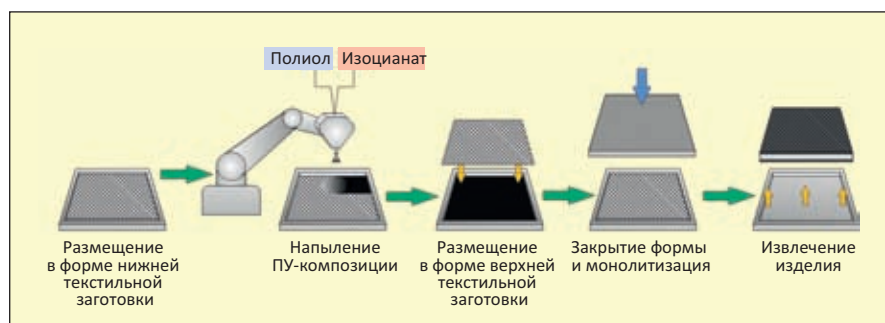 Полиол Изоцианат
Размещение
в форме нижней
текстильной
заготовки
Напыление
ПУ-композиции
Размещение
в форме верхней
текстильной
заготовки
Закрытие формы
и монолитизация
Извлечение
изделия